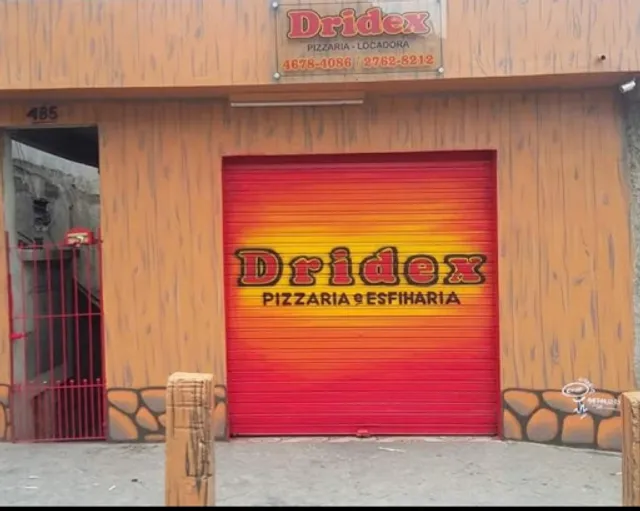 Dridex
PIZZARIA - LOCADORA
4678-4086 / 2762-8212
485
Dridex
PIZZARIA e ESFIHARIA